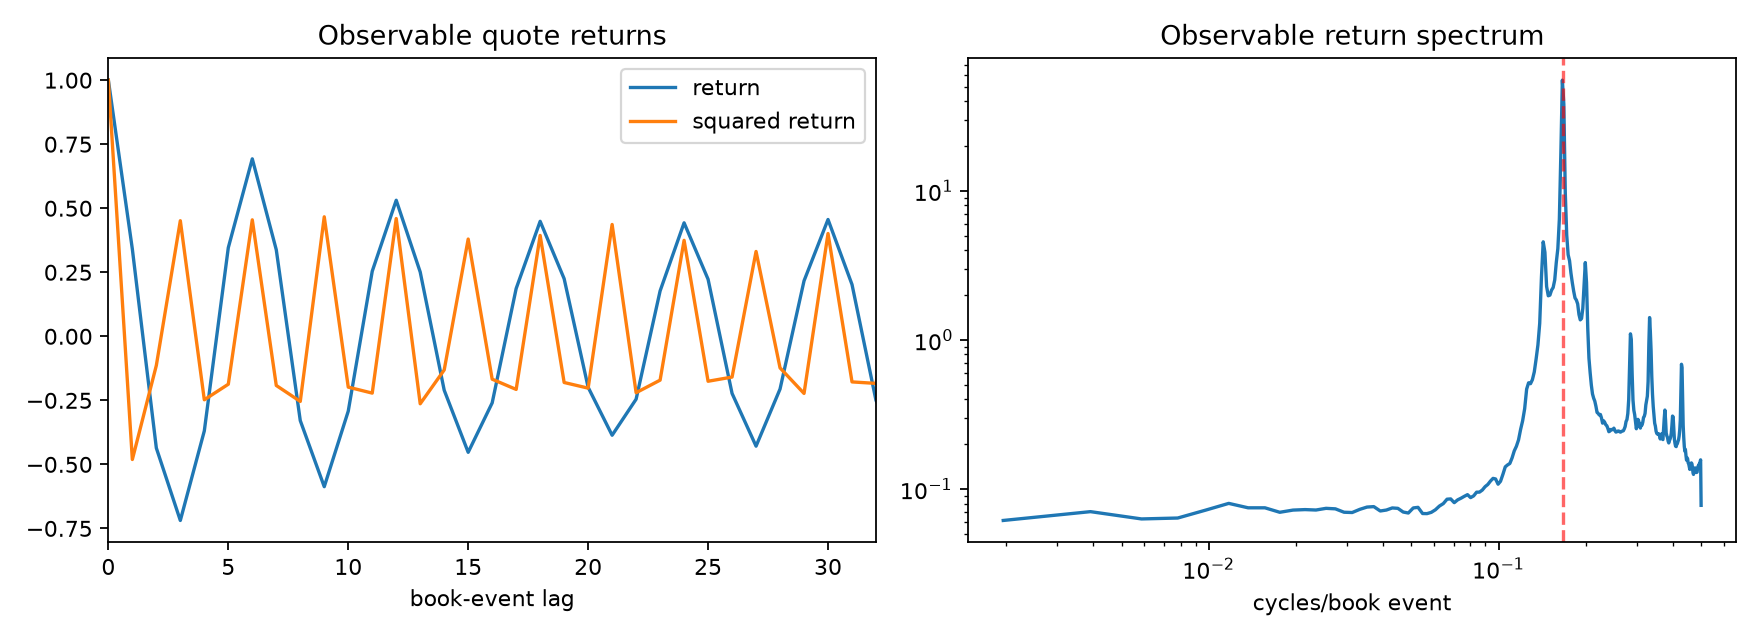 Observable quote returns
return
squared return
1.00
0.75
0.50
0.25
0.00
−0.25
−0.50
−0.75
0 5 10 15 20 25 30
book-event lag
Observable return spectrum
10¹
10⁰
10⁻¹
10⁻² 10⁻¹
cycles/book event